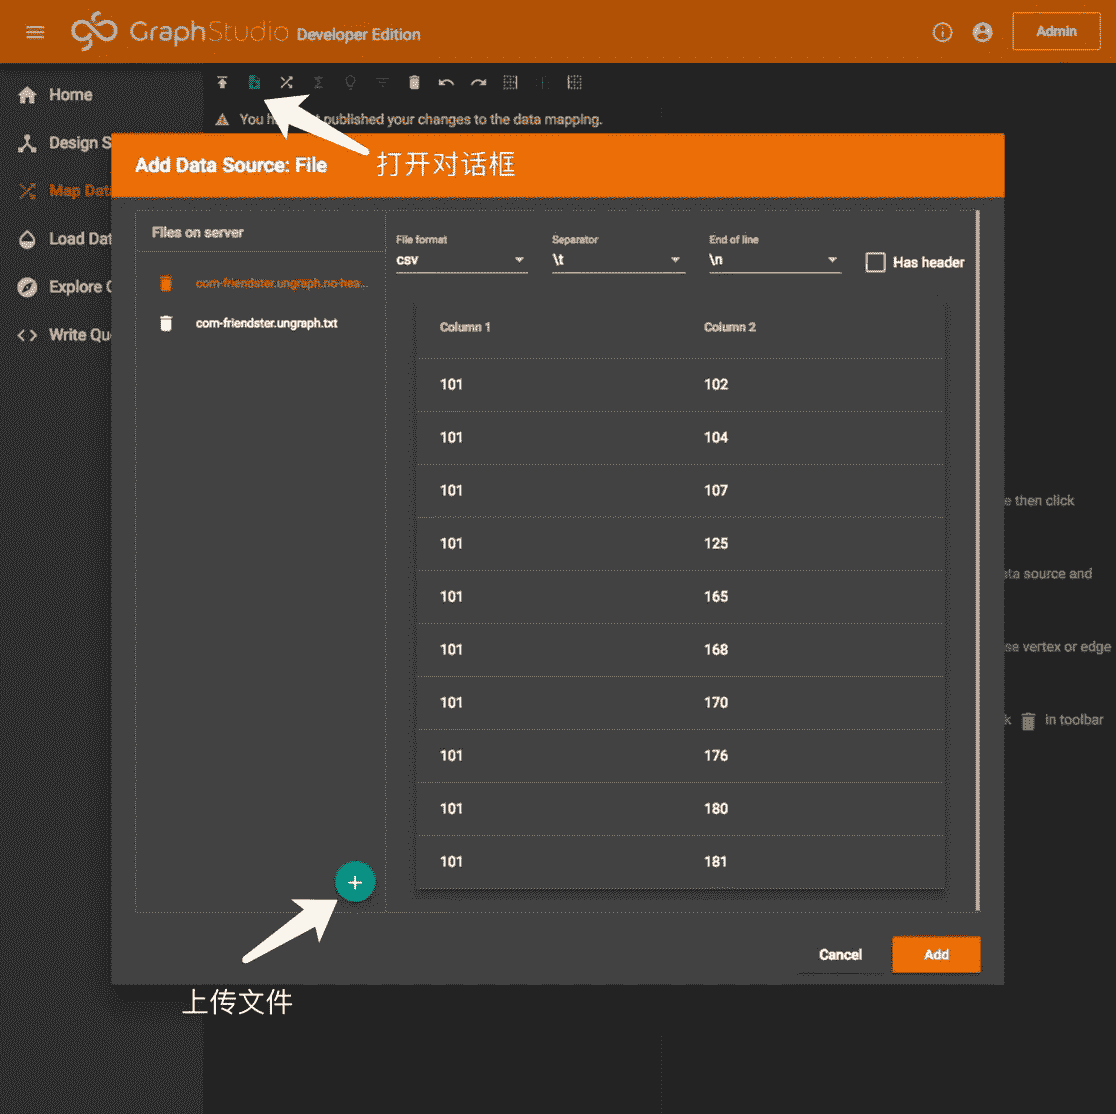 GraphStudio Developer Edition
Admin
Home
Design S
Map Dat
Load Dat
Explore G
Write Qu
You h t published your changes to the data mapping.
打开对话框
Add Data Source: File
Files on server
com-friendster.ungraph.no-hea...
com-friendster.ungraph.txt
File format
csv
Separator
\t
End of line
\n
Has header
Column 1 Column 2
101 102
101 104
101 107
101 125
101 165
101 168
101 170
101 176
101 180
101 181
e then click
ata source and
se vertex or edge
k in toolbar
+
Cancel
Add
上传文件